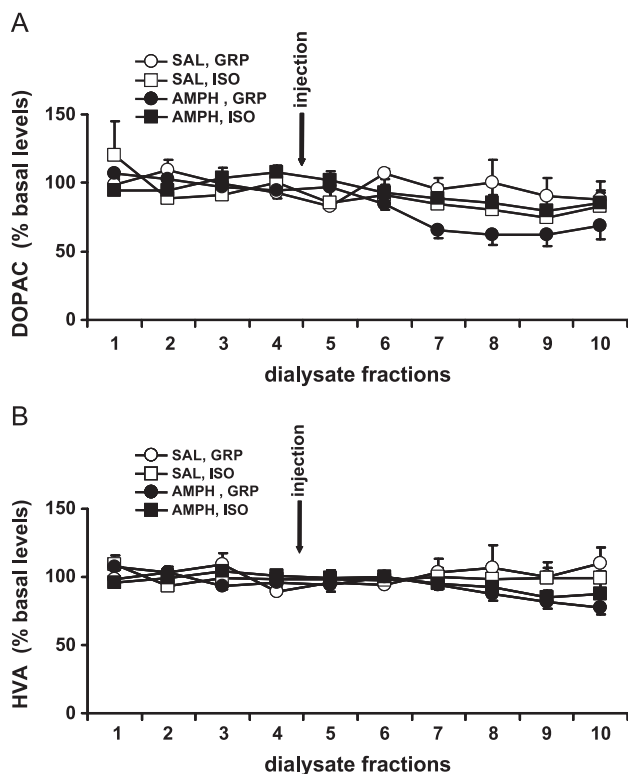 A
SAL, GRP
SAL, ISO
AMPH , GRP
AMPH, ISO
injection
150
100
50
0
DOPAC (% basal levels)
1 2 3 4 5 6 7 8 9 10
dialysate fractions
B
SAL, GRP
SAL, ISO
AMPH , GRP
AMPH, ISO
injection
150
100
50
0
HVA (% basal levels)
1 2 3 4 5 6 7 8 9 10
dialysate fractions